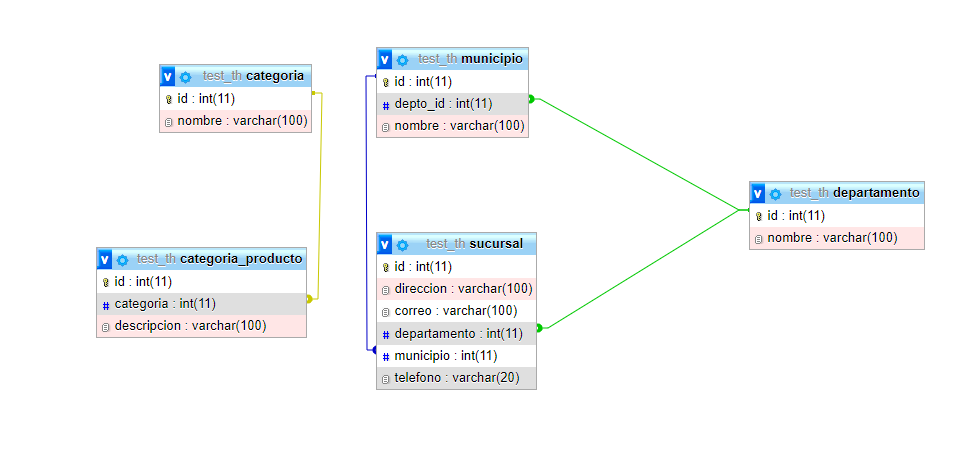 test_th categoria
id : int(11)
nombre : varchar(100)
test_th municipio
id : int(11)
# depto_id : int(11)
nombre : varchar(100)
test_th departamento
id : int(11)
nombre : varchar(100)
test_th categoria_producto
id : int(11)
# categoria : int(11)
descripcion : varchar(100)
test_th sucursal
id : int(11)
direccion : varchar(100)
correo : varchar(100)
# departamento : int(11)
# municipio : int(11)
telefono : varchar(20)